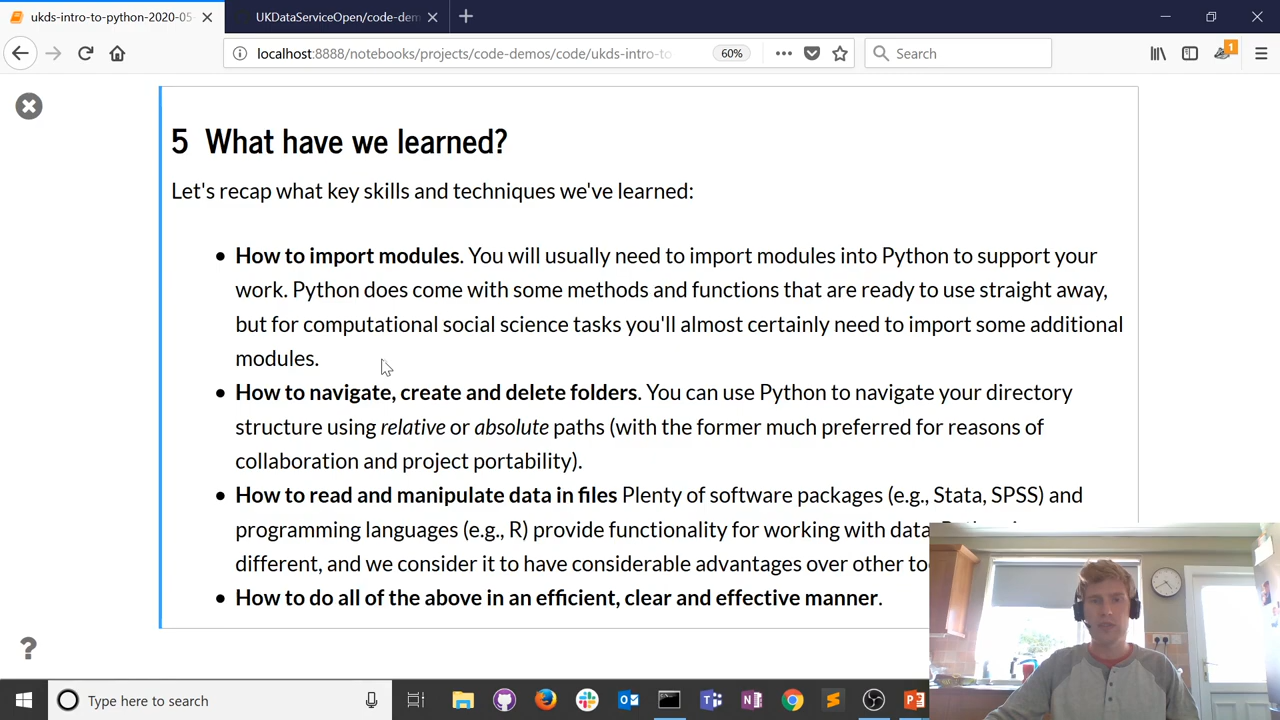 ukds-intro-to-python-2020-05-
UKDataServiceOpen/code-dem
localhost:8888/notebooks/projects/code-demos/code/ukds-intro-to-
60%
Search
1
5 What have we learned?
Let's recap what key skills and techniques we've learned:
How to import modules. You will usually need to import modules into Python to support your
work. Python does come with some methods and functions that are ready to use straight away,
but for computational social science tasks you'll almost certainly need to import some additional
modules.
How to navigate, create and delete folders. You can use Python to navigate your directory
structure using relative or absolute paths (with the former much preferred for reasons of
collaboration and project portability).
How to read and manipulate data in files Plenty of software packages (e.g., Stata, SPSS) and
programming languages (e.g., R) provide functionality for working with data
different, and we consider it to have considerable advantages over other
How to do all of the above in an efficient, clear and effective manner.
?
Type here to search